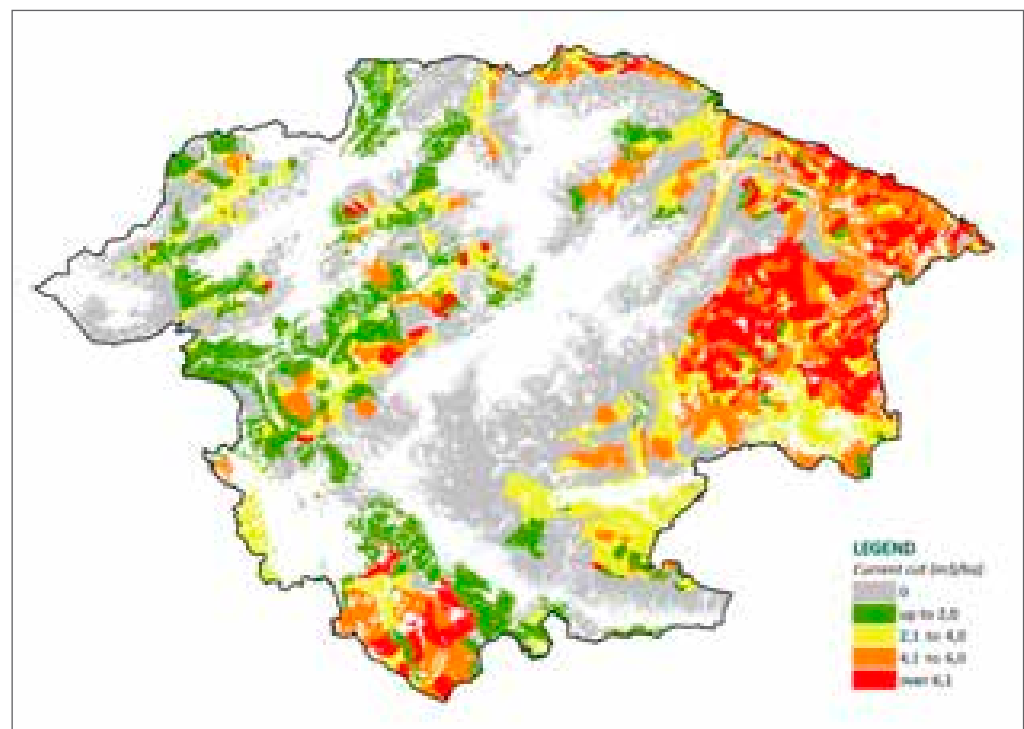 LEGEND
Current cut (m3/ha)
0
up to 2,0
2,1 to 4,0
4,1 to 6,0
over 6,1